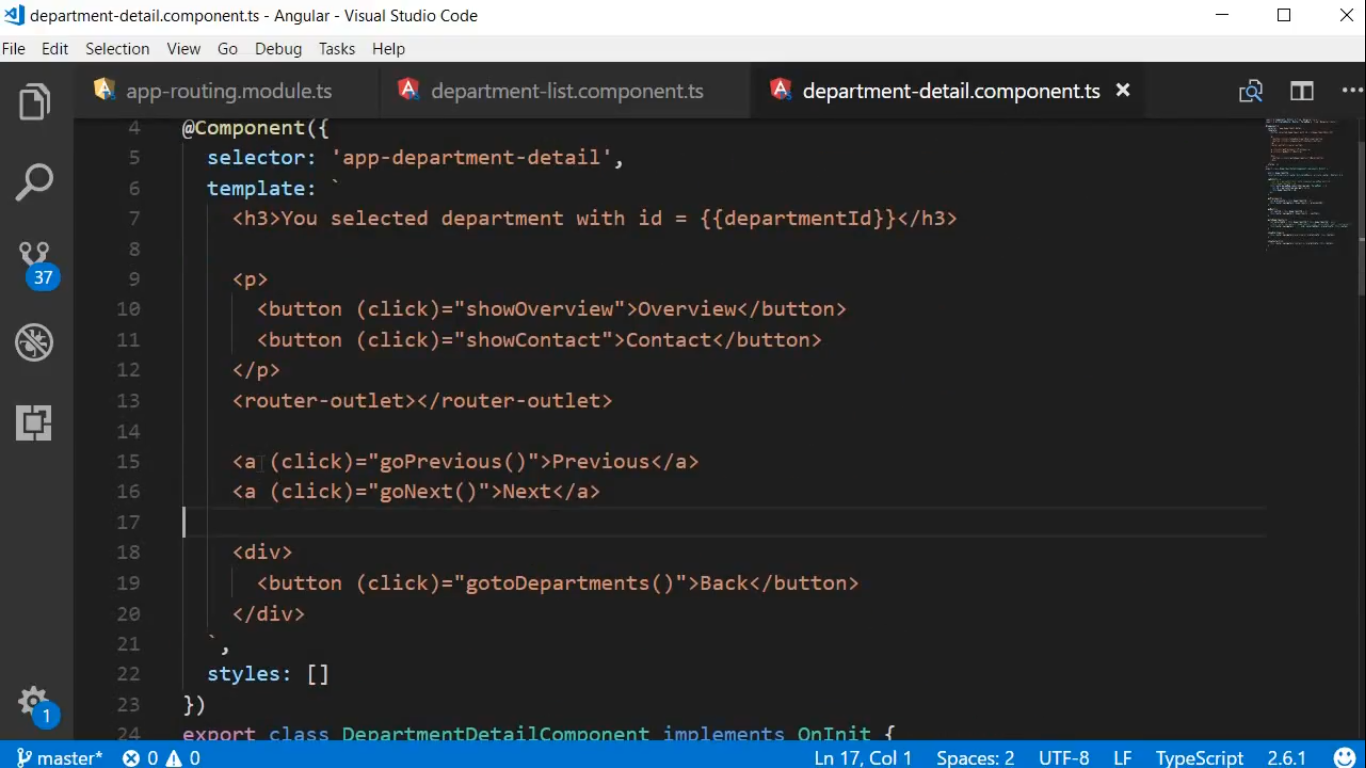 department-detail.component.ts - Angular - Visual Studio Code
File Edit Selection View Go Debug Tasks Help
app-routing.module.ts department-list.component.ts department-detail.component.ts
4 @Component({
5 selector: 'app-department-detail',
6 template: `
7 <h3>You selected department with id = {{departmentId}}</h3>
8
9 <p>
10 <button (click)="showOverview">Overview</button>
11 <button (click)="showContact">Contact</button>
12 </p>
13 <router-outlet></router-outlet>
14
15 <a (click)="goPrevious()">Previous</a>
16 <a (click)="goNext()">Next</a>
17
18 <div>
19 <button (click)="gotoDepartments()">Back</button>
20 </div>
21 `,
22 styles: []
23 })
24 export class DepartmentDetailComponent implements OnInit {
37
1
master* 0 0 Ln 17, Col 1 Spaces: 2 UTF-8 LF TypeScript 2.6.1